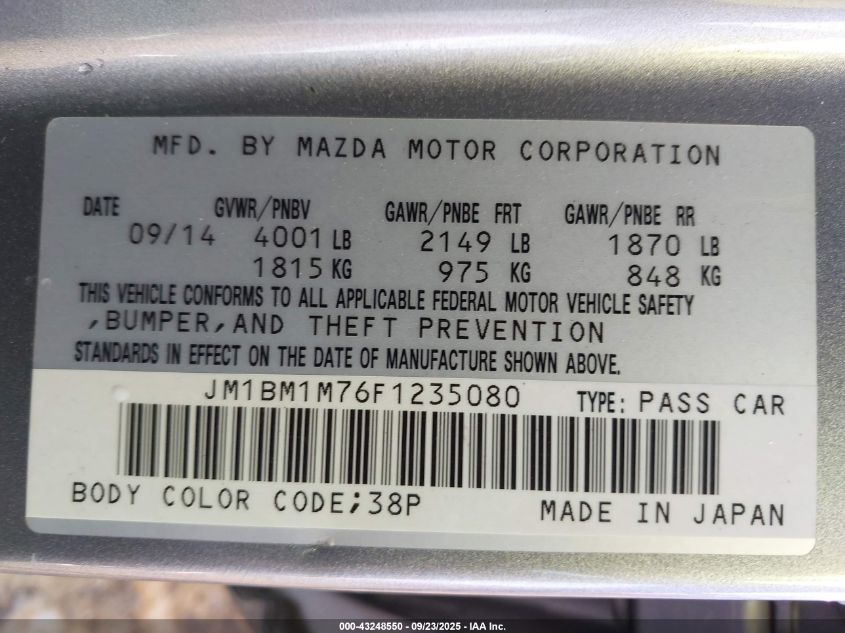 MFD. BY MAZDA MOTOR CORPORATION
DATE GVWR/PNBV GAWR/PNBE FRT GAWR/PNBE RR
09/14 4001 LB 2149 LB 1870 LB
1815 KG 975 KG 848 KG
THIS VEHICLE CONFORMS TO ALL APPLICABLE FEDERAL MOTOR VEHICLE SAFETY
,BUMPER,AND THEFT PREVENTION
STANDARDS IN EFFECT ON THE DATE OF MANUFACTURE SHOWN ABOVE.
JM1BM1M76F1235080 TYPE: PASS CAR
BODY COLOR CODE;38P MADE IN JAPAN
000-43248550 - 09/23/2025 - IAA Inc.